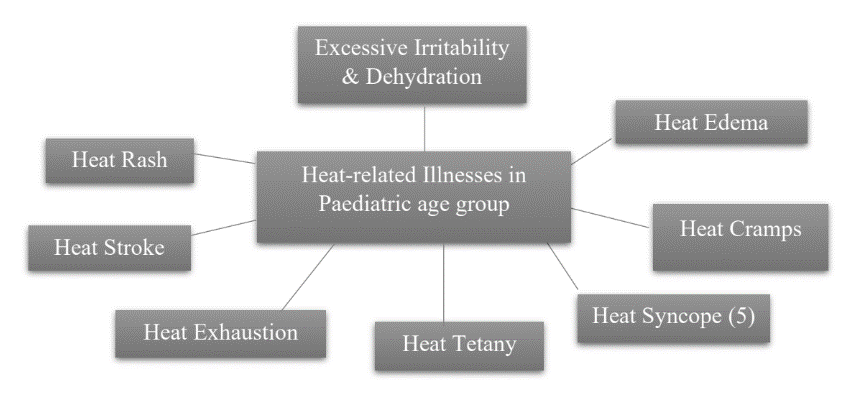 Excessive Irritability
& Dehydration
Heat Edema
Heat Rash
Heat-related Illnesses in
Paediatric age group
Heat Cramps
Heat Stroke
Heat Syncope (5)
Heat Exhaustion
Heat Tetany